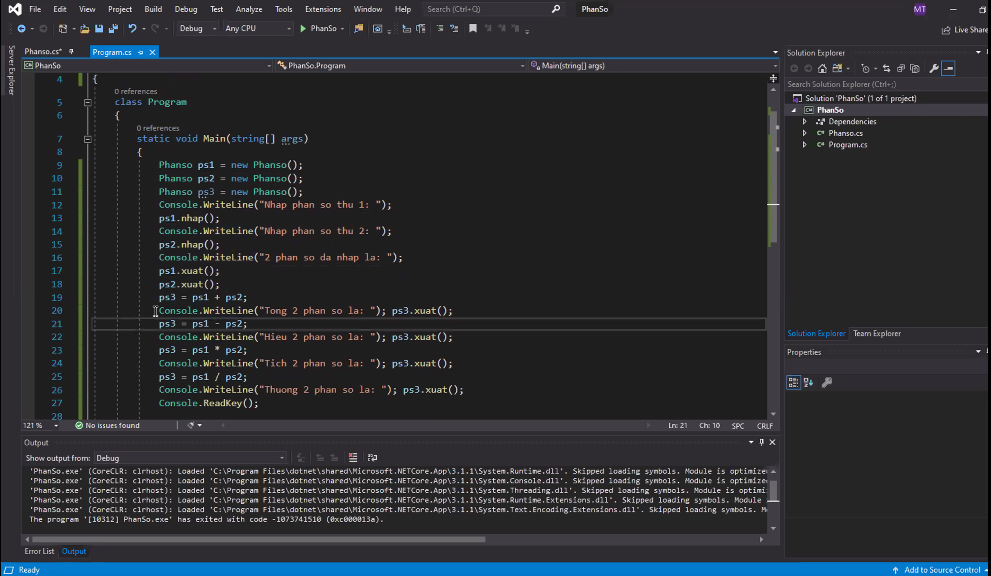 File Edit View Git Project Build Debug Test Analyze Tools Extensions Window Help Search (Ctrl+Q) PhanSo MT
Debug Any CPU PhanSo Live Share
Phanso.cs* Program.cs
PhanSo PhanSo.Program Main(string[] args)
Server Explorer
4 {
0 references
5 class Program
6 {
0 references
7 static void Main(string[] args)
8 {
9 Phanso ps1 = new Phanso();
10 Phanso ps2 = new Phanso();
11 Phanso ps3 = new Phanso();
12 Console.WriteLine("Nhap phan so thu 1: ");
13 ps1.nhap();
14 Console.WriteLine("Nhap phan so thu 2: ");
15 ps2.nhap();
16 Console.WriteLine("2 phan so da nhap la: ");
17 ps1.xuat();
18 ps2.xuat();
19 ps3 = ps1 + ps2;
20 Console.WriteLine("Tong 2 phan so la: "); ps3.xuat();
21 ps3 = ps1 - ps2;
22 Console.WriteLine("Hieu 2 phan so la: "); ps3.xuat();
23 ps3 = ps1 * ps2;
24 Console.WriteLine("Tich 2 phan so la: "); ps3.xuat();
25 ps3 = ps1 / ps2;
26 Console.WriteLine("Thuong 2 phan so la: "); ps3.xuat();
27 Console.ReadKey();
28
121 % No issues found Ln: 21 Ch: 10 SPC CRLF
Output
Show output from: Debug
'PhanSo.exe' (CoreCLR: clrhost): Loaded 'C:\Program Files\dotnet\shared\Microsoft.NETCore.App\3.1.1\System.Runtime.dll'. Skipped loading symbols. Module is optimized
'PhanSo.exe' (CoreCLR: clrhost): Loaded 'C:\Program Files\dotnet\shared\Microsoft.NETCore.App\3.1.1\System.Console.dll'. Skipped loading symbols. Module is optimized
'PhanSo.exe' (CoreCLR: clrhost): Loaded 'C:\Program Files\dotnet\shared\Microsoft.NETCore.App\3.1.1\System.Threading.dll'. Skipped loading symbols. Module is optimiz
'PhanSo.exe' (CoreCLR: clrhost): Loaded 'C:\Program Files\dotnet\shared\Microsoft.NETCore.App\3.1.1\System.Runtime.Extensions.dll'. Skipped loading symbols. Module i
'PhanSo.exe' (CoreCLR: clrhost): Loaded 'C:\Program Files\dotnet\shared\Microsoft.NETCore.App\3.1.1\System.Text.Encoding.Extensions.dll'. Skipped loading symbols. Mo
The program '[10312] PhanSo.exe' has exited with code -1073741510 (0xc000013a).
Error List Output
Solution Explorer
Search Solution Explorer (Ctrl+;)
Solution 'PhanSo' (1 of 1 project)
PhanSo
Dependencies
Phanso.cs
Program.cs
Solution Explorer Team Explorer
Properties
Ready Add to Source Control